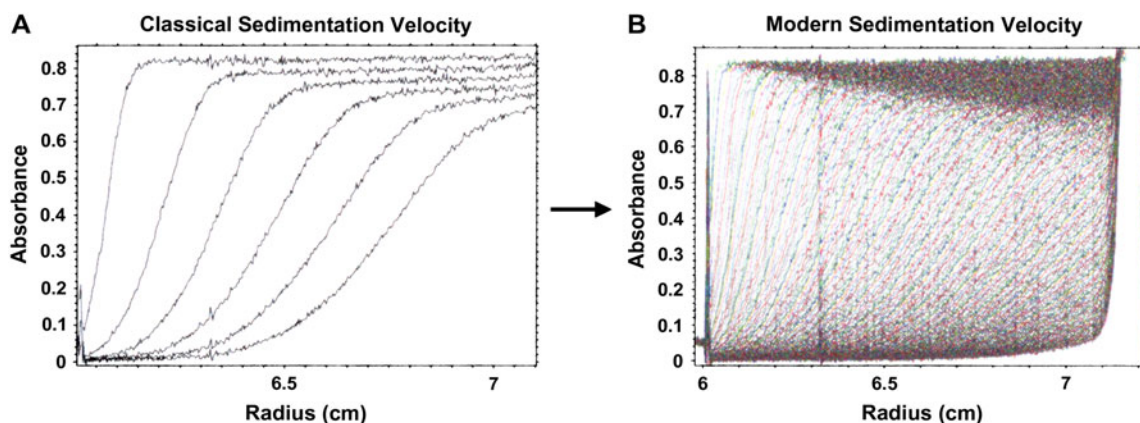 A
Classical Sedimentation Velocity
0.8
0.7
0.6
0.5
0.4
0.3
0.2
0.1
0
Absorbance
6.5
7
Radius (cm)
B
Modern Sedimentation Velocity
0.8
0.7
0.6
0.5
0.4
0.3
0.2
0.1
0
Absorbance
6
6.5
7
Radius (cm)